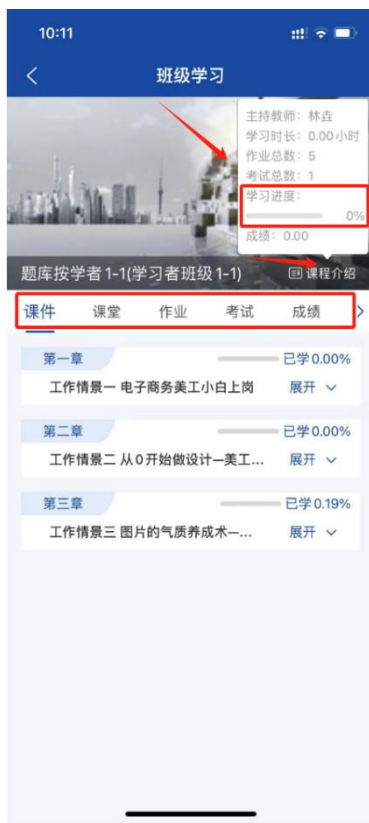 10:11
班级学习
主持教师：林垚
学习时长：0.00小时
作业总数：5
考试总数：1
学习进度：
0%
成绩：0.00
题库按学者1-1(学习者班级1-1)
课程介绍
课件 课堂 作业 考试 成绩
第一章 已学0.00%
工作情景一 电子商务美工小白上岗 展开
第二章 已学0.00%
工作情景二 从0开始做设计—美工... 展开
第三章 已学0.19%
工作情景三 图片的气质养成术—... 展开